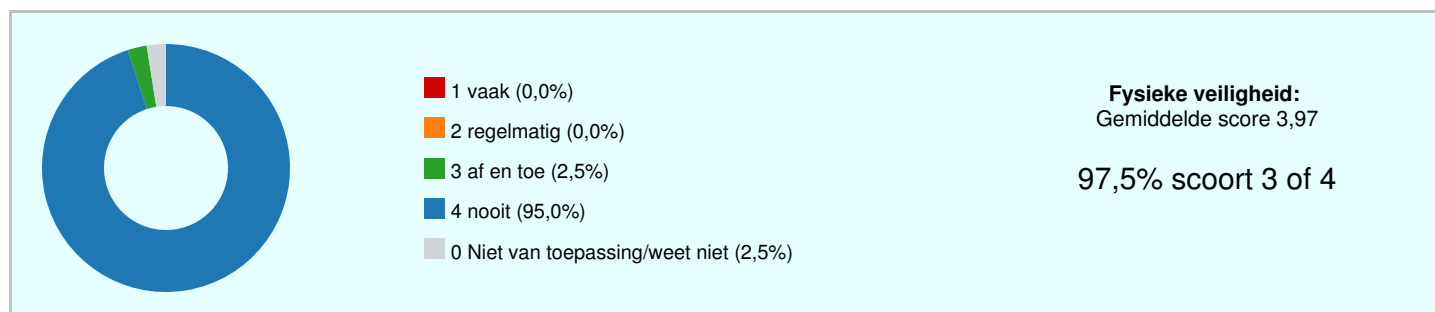 1 vaak (0,0%)
2 regelmatig (0,0%)
3 af en toe (2,5%)
4 nooit (95,0%)
0 Niet van toepassing/weet niet (2,5%)
Fysieke veiligheid:
Gemiddelde score 3,97
97,5% scoort 3 of 4